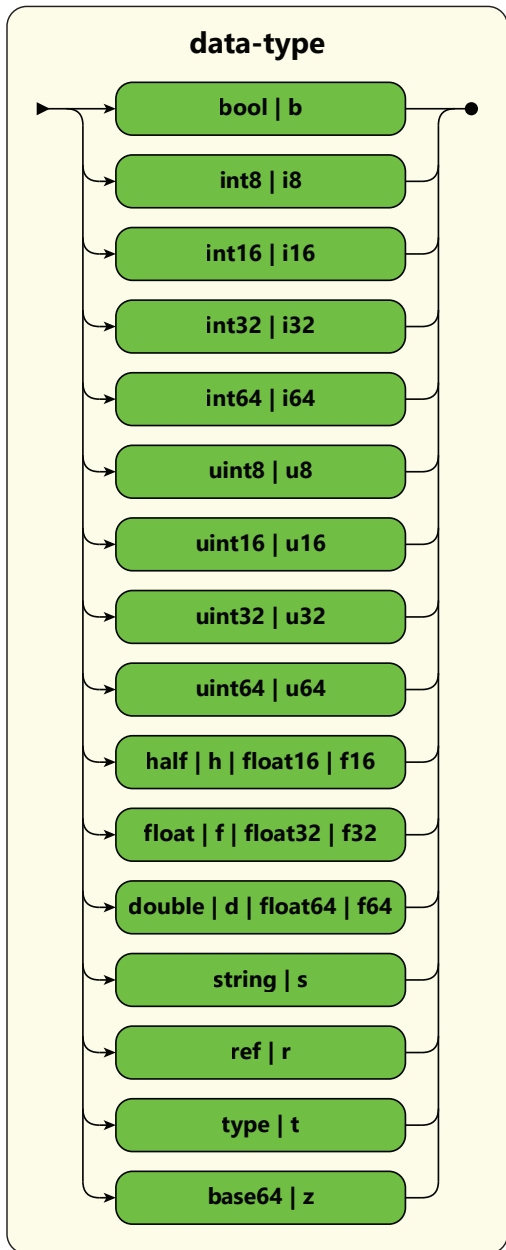 data-type
bool | b
int8 | i8
int16 | i16
int32 | i32
int64 | i64
uint8 | u8
uint16 | u16
uint32 | u32
uint64 | u64
half | h | float16 | f16
float | f | float32 | f32
double | d | float64 | f64
string | s
ref | r
type | t
base64 | z